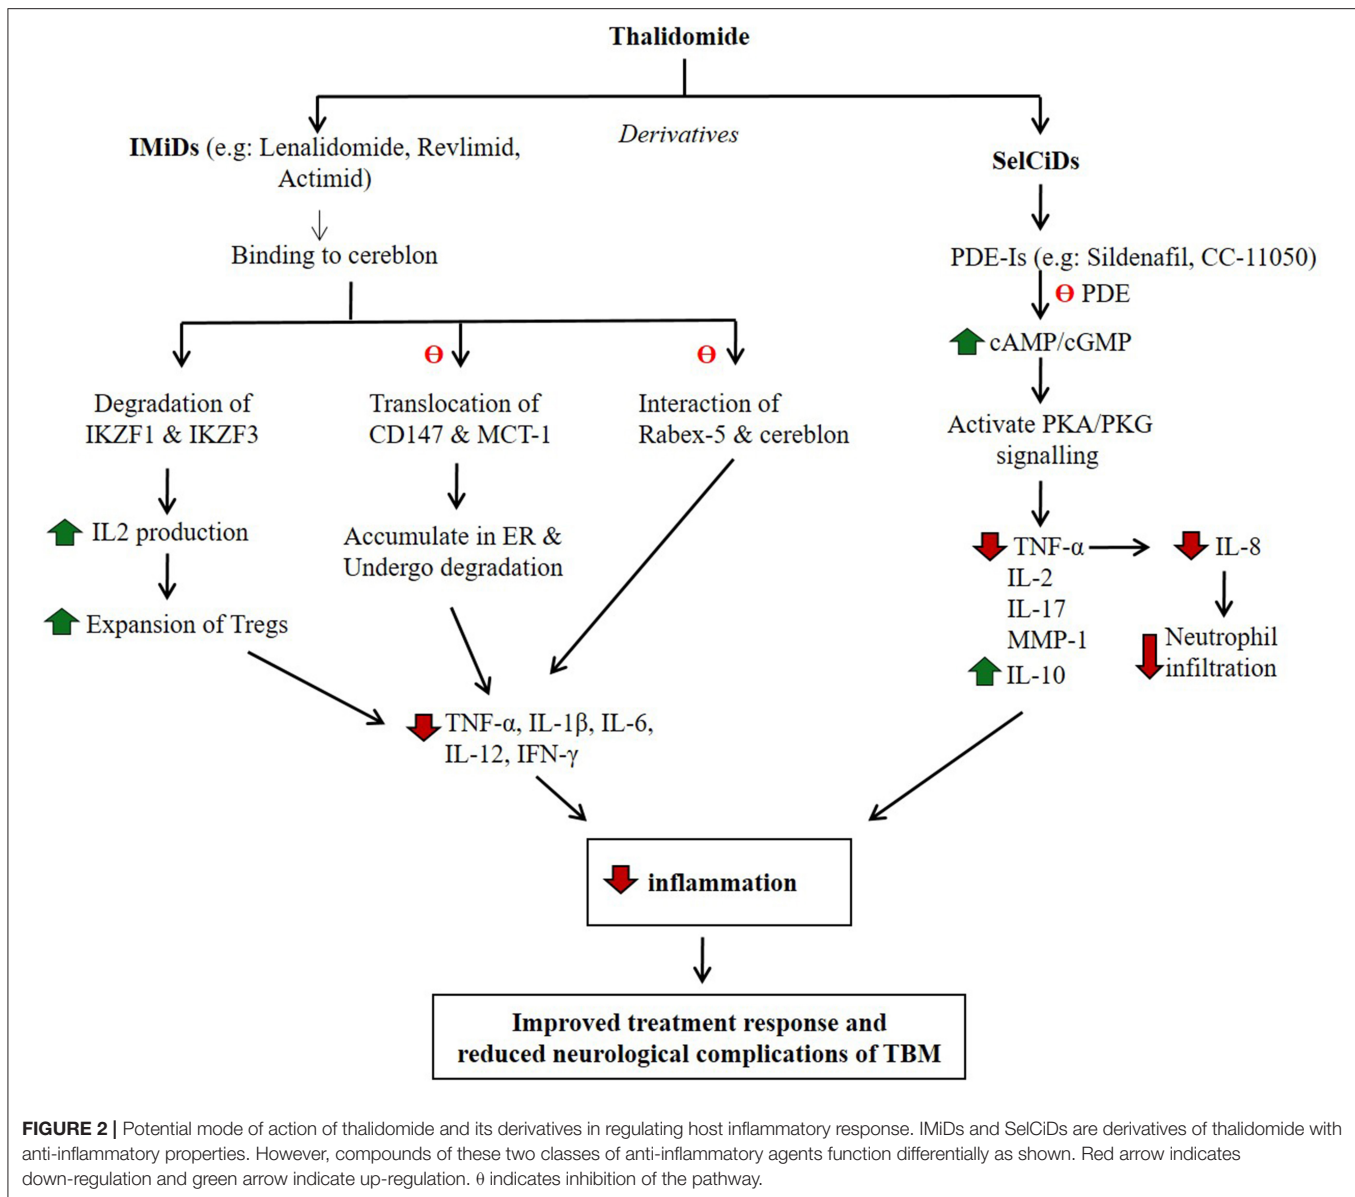 Thalidomide
Derivatives
IMiDs (e.g: Lenalidomide, Revlimid,
Actimid)
Binding to cereblon
Ꮎ
Ꮎ
Degradation of
IKZF1 & IKZF3
Translocation of
CD147 & MCT-1
Interaction of
Rabex-5 & cereblon
IL2 production
Accumulate in ER &
Undergo degradation
Expansion of Tregs
TNF-α, IL-1β, IL-6,
IL-12, IFN-γ
SelCiDs
PDE-Is (e.g: Sildenafil, CC-11050)
Ꮎ PDE
cAMP/cGMP
Activate PKA/PKG
signalling
TNF-α
IL-2
IL-17
MMP-1
IL-10
IL-8
Neutrophil
infiltration
inflammation
Improved treatment response and
reduced neurological complications of TBM
FIGURE 2 | Potential mode of action of thalidomide and its derivatives in regulating host inflammatory response. IMiDs and SelCiDs are derivatives of thalidomide with
anti-inflammatory properties. However, compounds of these two classes of anti-inflammatory agents function differentially as shown. Red arrow indicates
down-regulation and green arrow indicate up-regulation. θ indicates inhibition of the pathway.